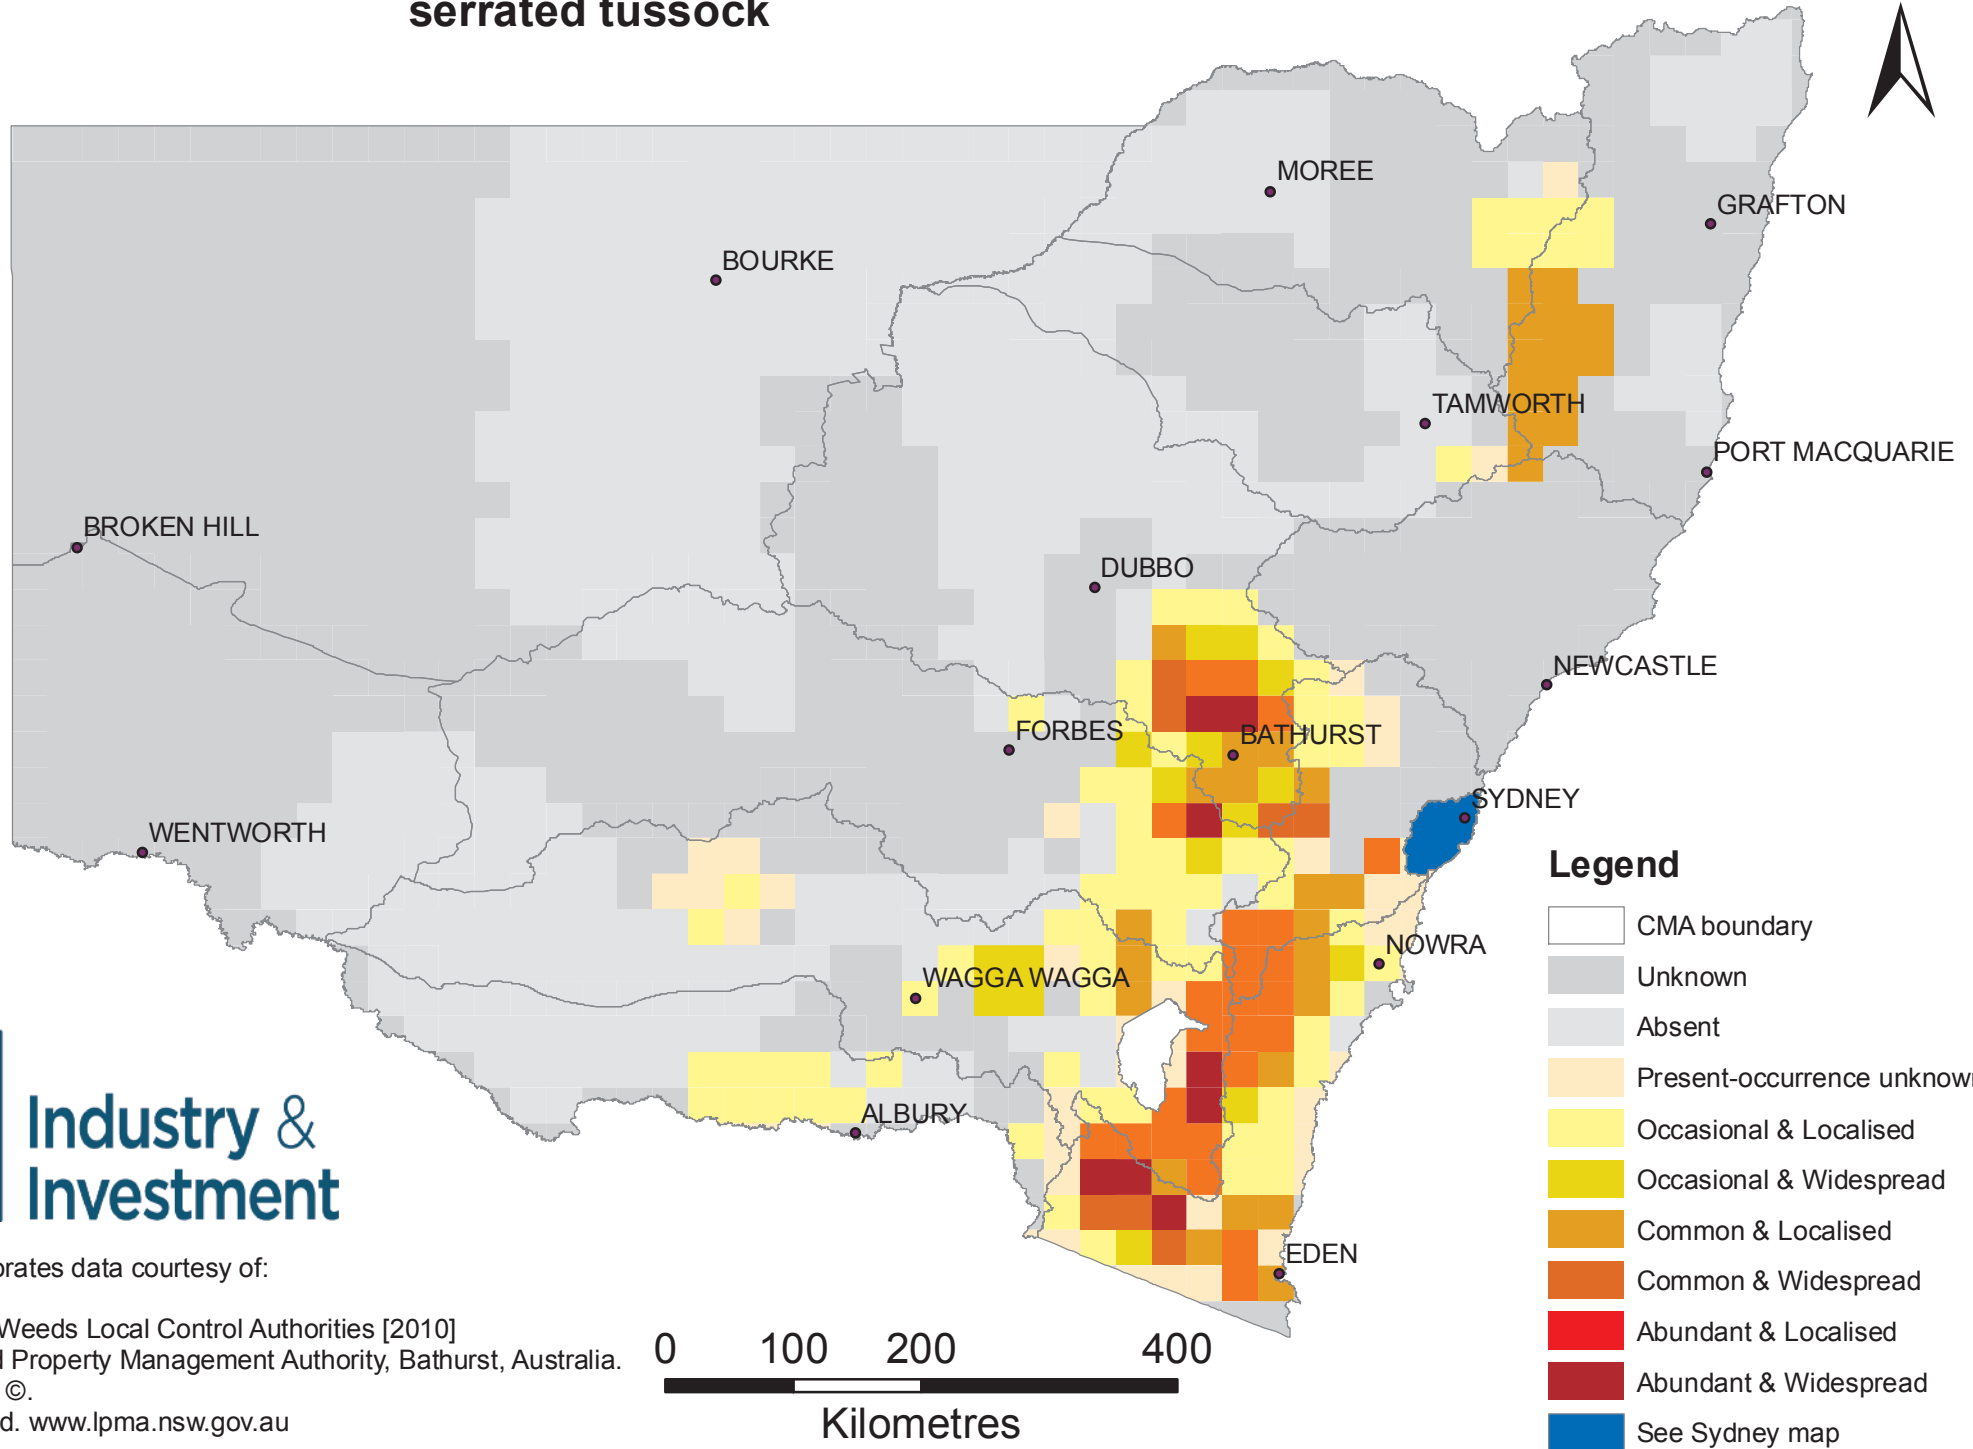 serrated tussock
MOREE
GRAFTON
BOURKE
TAMWORTH
PORT MACQUARIE
BROKEN HILL
DUBBO
NEWCASTLE
FORBES
BATHURST
SYDNEY
WENTWORTH
NOWRA
WAGGA WAGGA
ALBURY
EDEN
Legend
CMA boundary
Unknown
Absent
Present-occurrence unknown
Occasional & Localised
Occasional & Widespread
Common & Localised
Common & Widespread
Abundant & Localised
Abundant & Widespread
See Sydney map
Industry &
Investment
orates data courtesy of:
Weeds Local Control Authorities [2010]
d Property Management Authority, Bathurst, Australia.
©.
d. www.lpma.nsw.gov.au
0 100 200 400
Kilometres